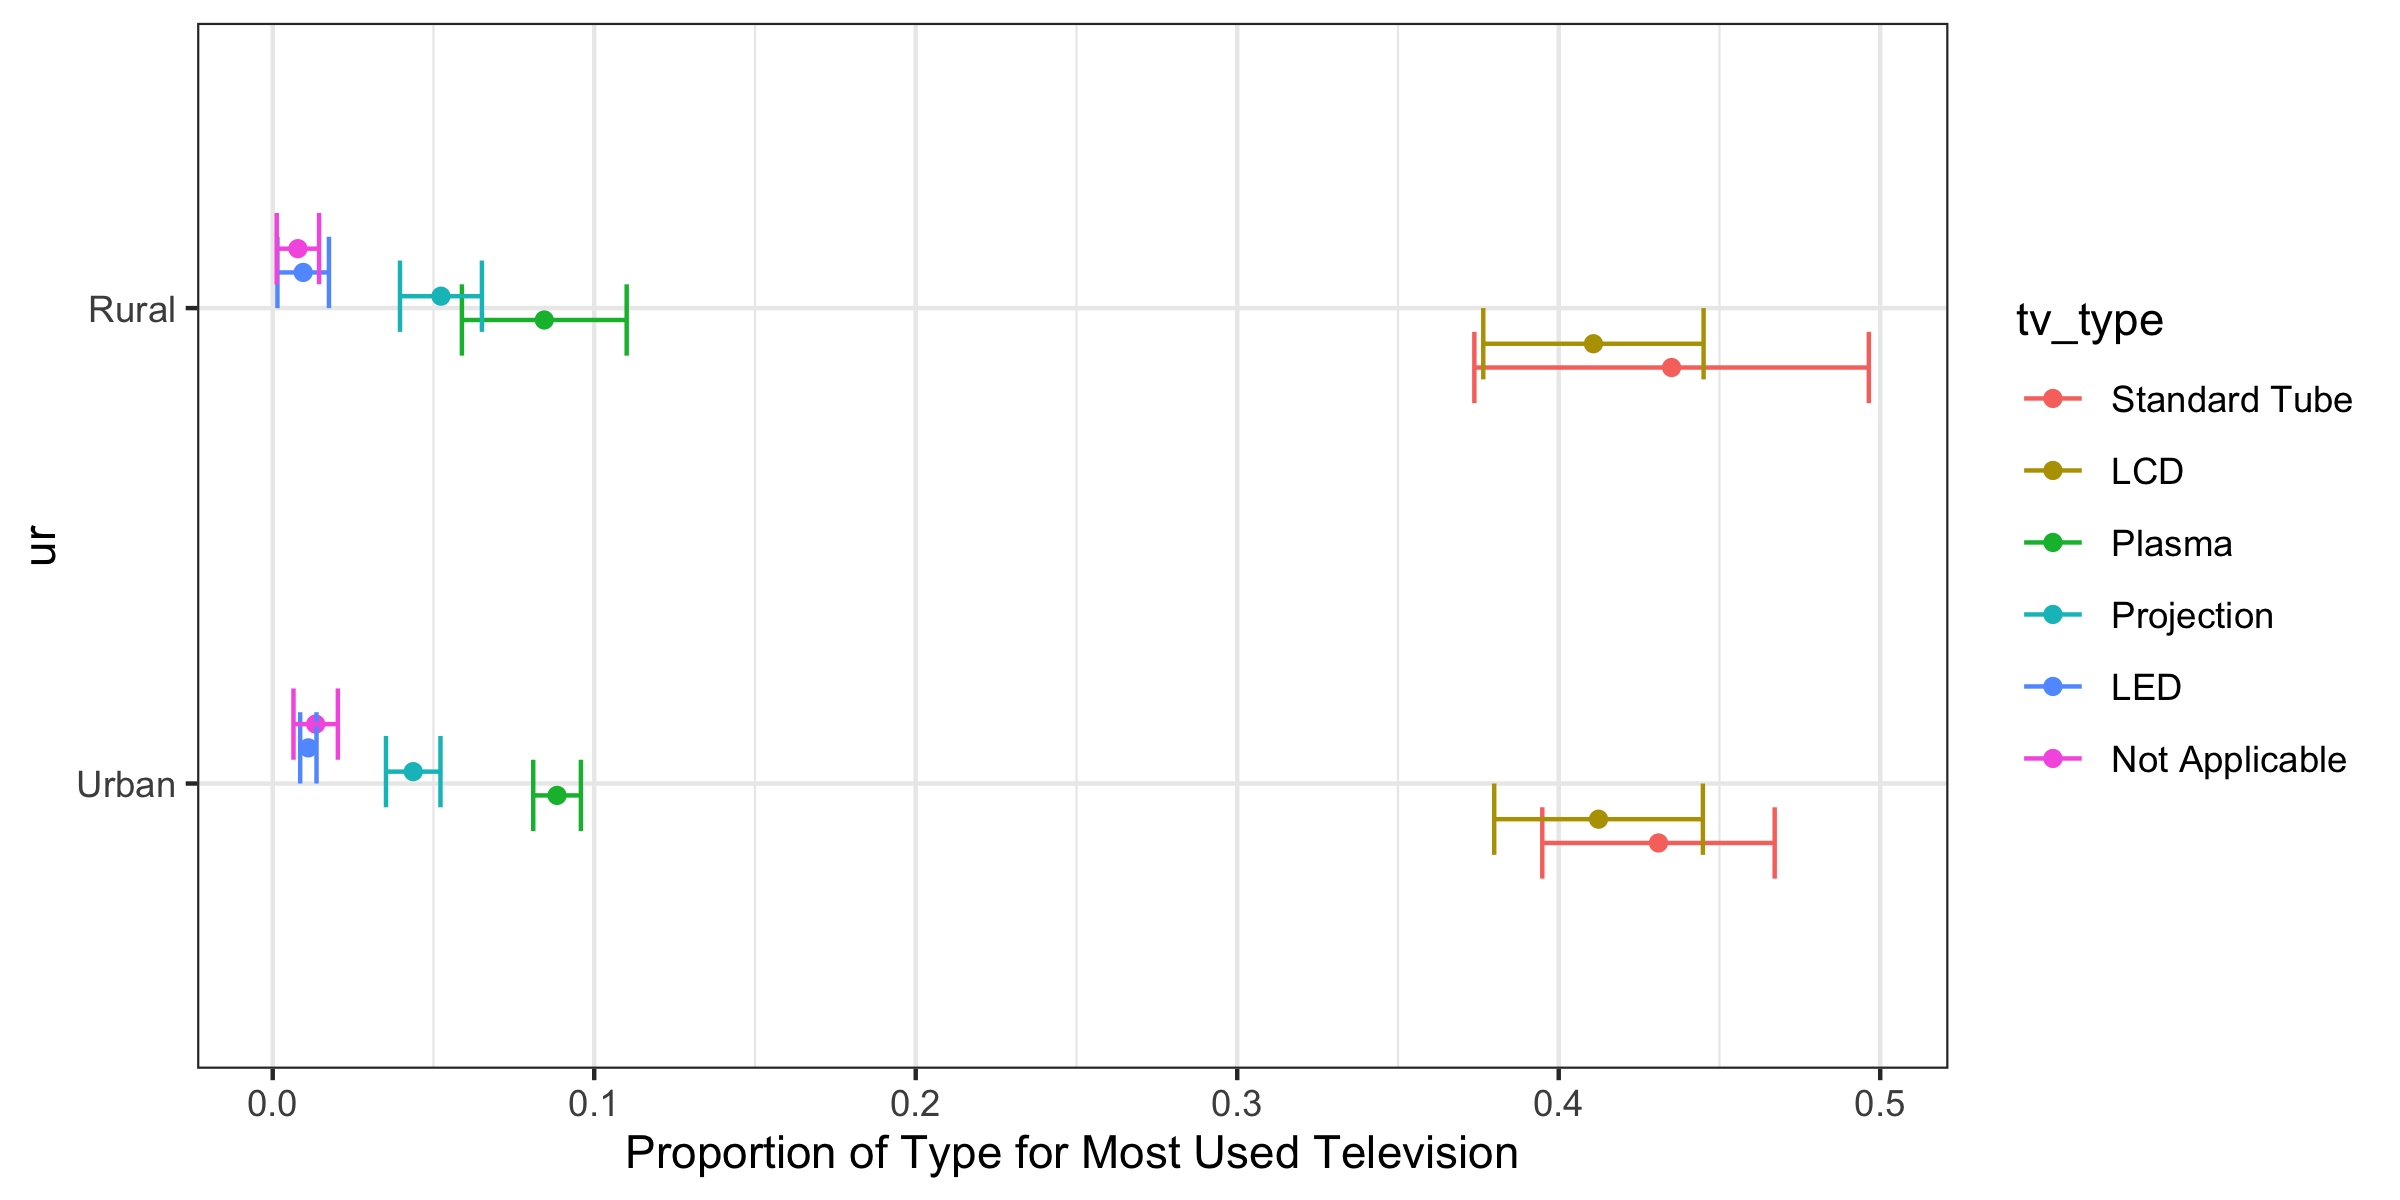 Rural
Urban
ur
0.0 0.1 0.2 0.3 0.4 0.5
Proportion of Type for Most Used Television
tv_type
Standard Tube
LCD
Plasma
Projection
LED
Not Applicable